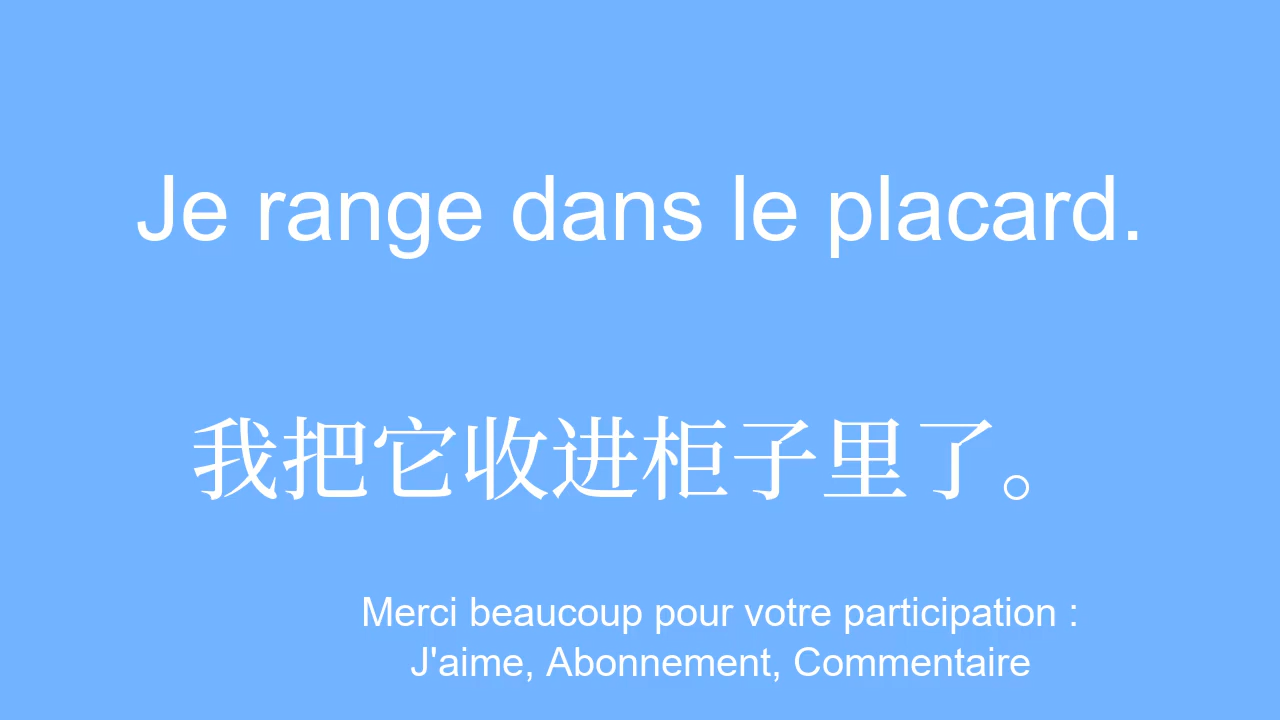 Je range dans le placard.
我把它收进柜子里了。
Merci beaucoup pour votre participation :
J'aime, Abonnement, Commentaire